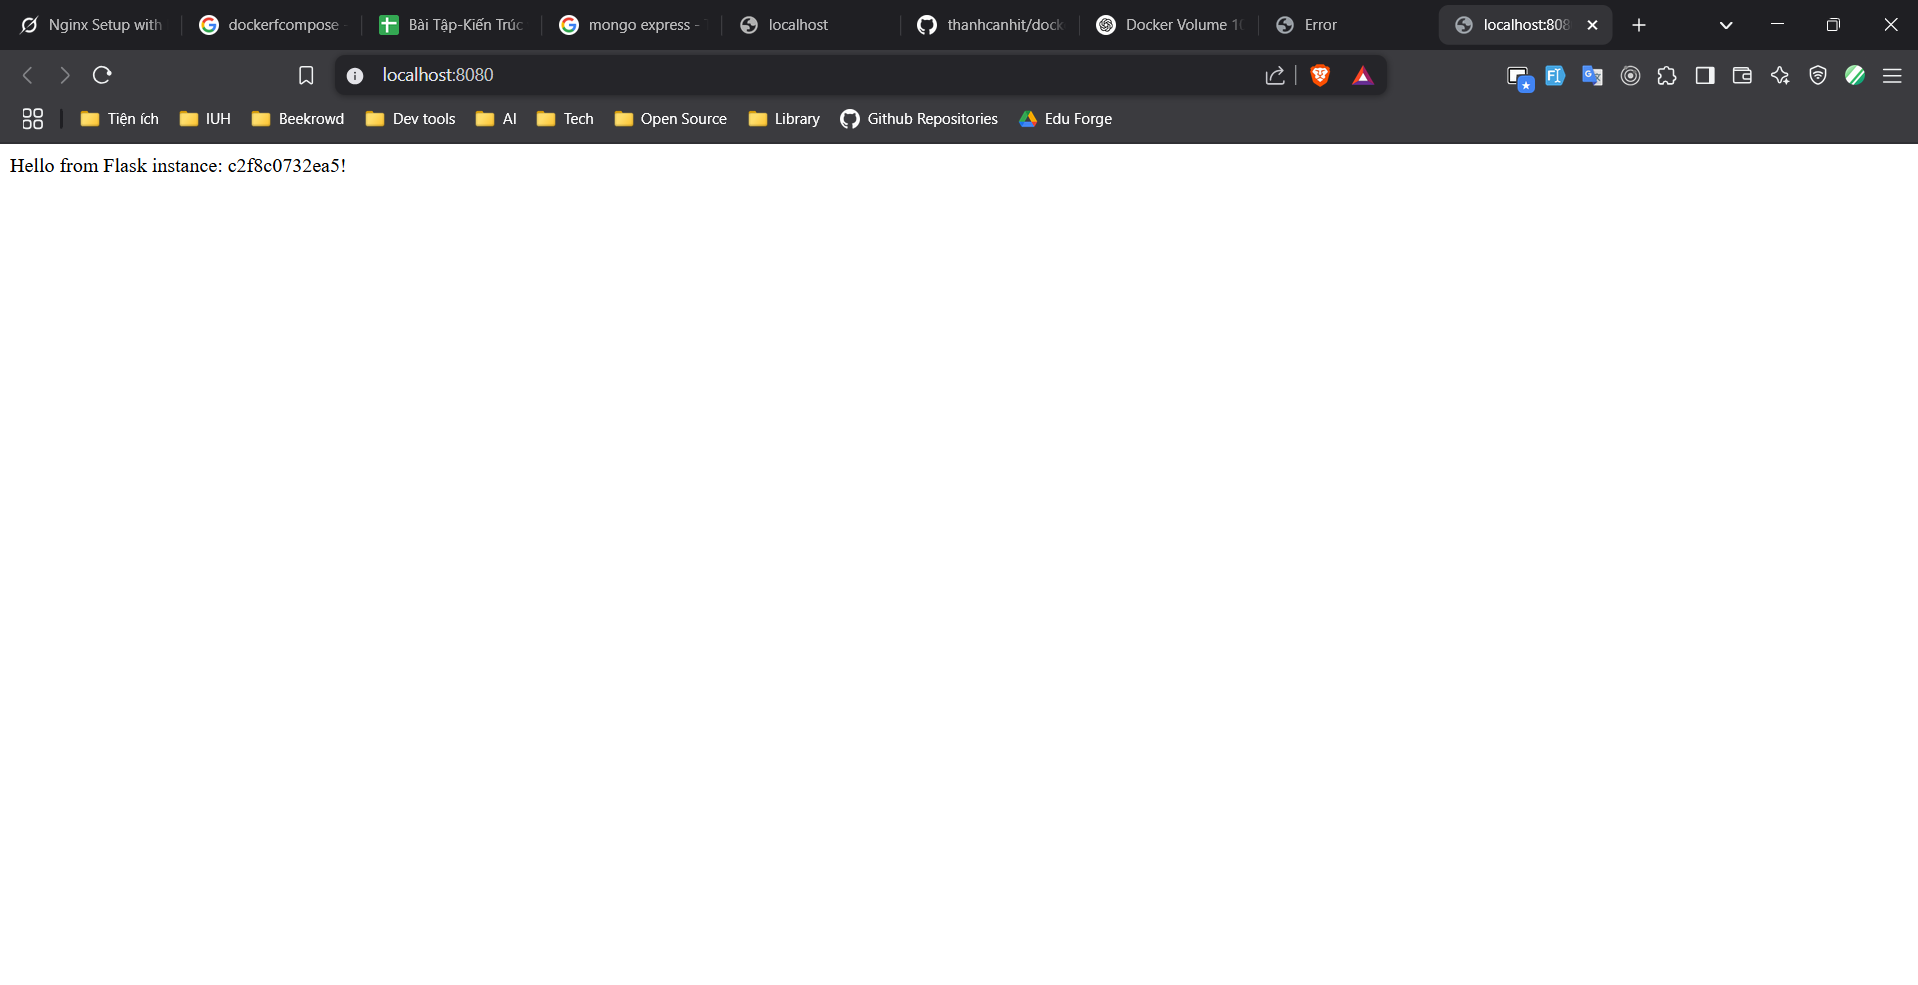 Nginx Setup with
dockerfcompose
Bài Tập-Kiến Trúc
mongo express -
localhost
thanhcanhit/dock
Docker Volume 10
Error
localhost:808
localhost:8080
Tiện ích
IUH
Beekrowd
Dev tools
AI
Tech
Open Source
Library
Github Repositories
Edu Forge
Hello from Flask instance: c2f8c0732ea5!